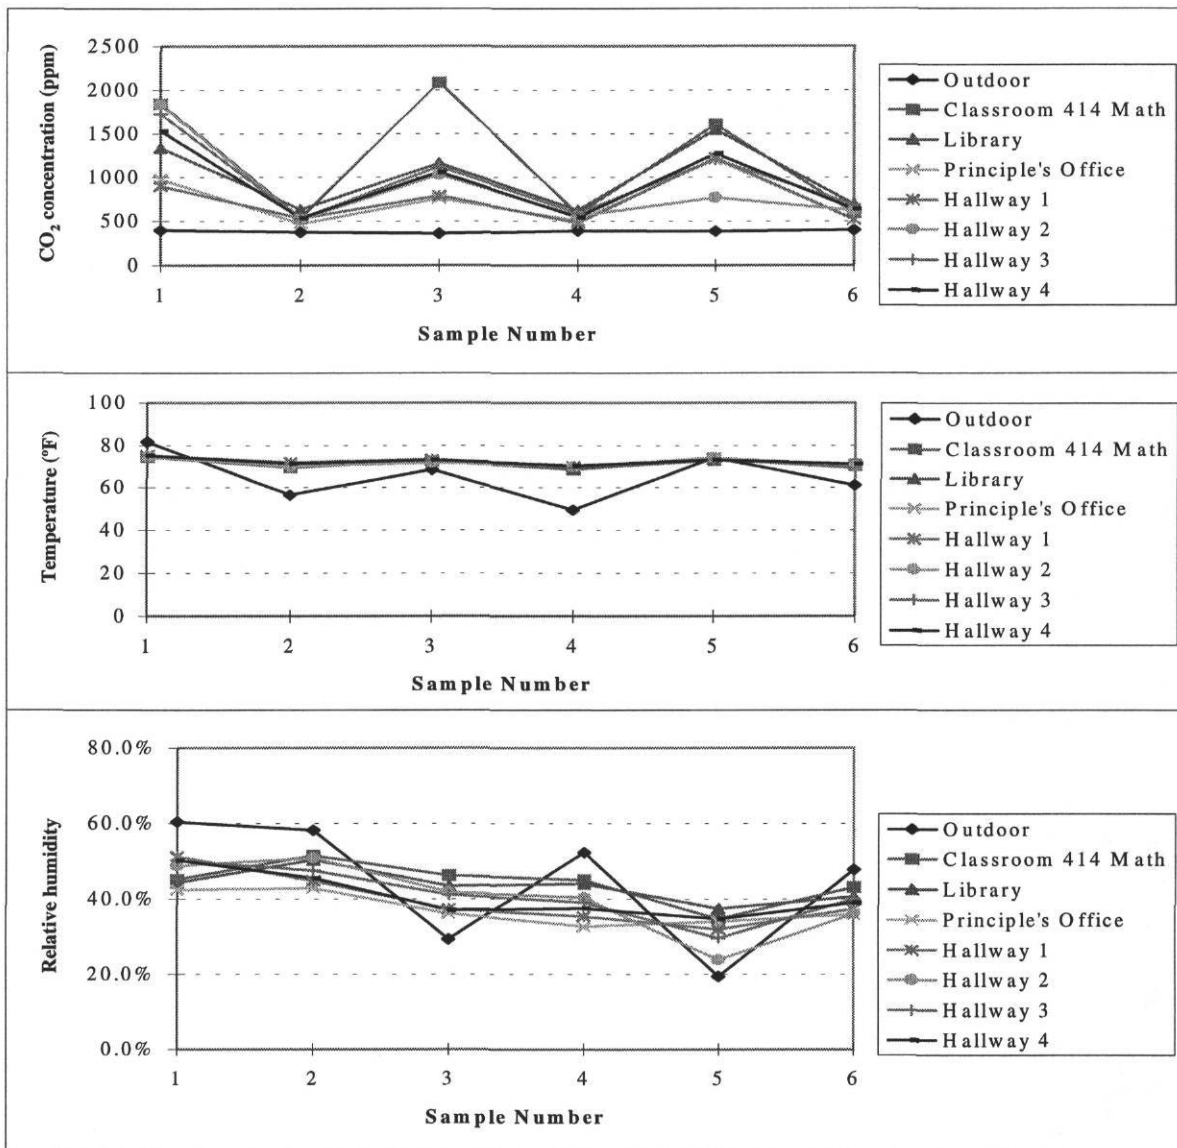 CO2 concentration (ppm)
2500
2000
1500
1000
500
0
1 2 3 4 5 6
Sample Number
Outdoor
Classroom 414 Math
Library
Principle's Office
Hallway 1
Hallway 2
Hallway 3
Hallway 4
Temperature (ºF)
100
80
60
40
20
0
1 2 3 4 5 6
Sample Number
Outdoor
Classroom 414 Math
Library
Principle's Office
Hallway 1
Hallway 2
Hallway 3
Hallway 4
Relative humidity
80.0%
60.0%
40.0%
20.0%
0.0%
1 2 3 4 5 6
Sample Number
Outdoor
Classroom 414 Math
Library
Principle's Office
Hallway 1
Hallway 2
Hallway 3
Hallway 4